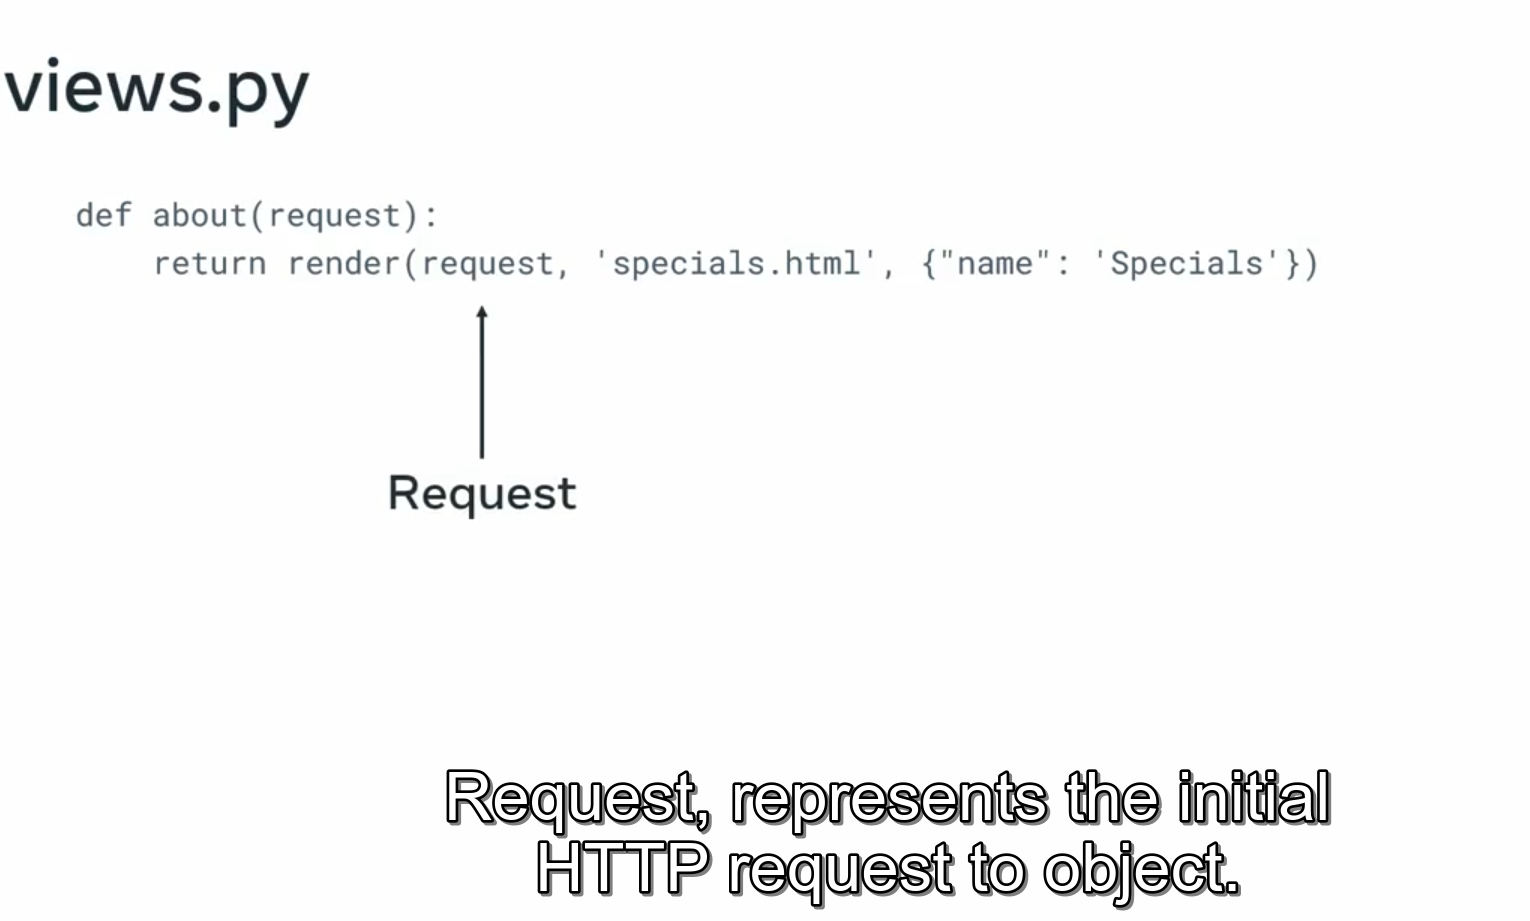 views.py
def about(request):
    return render(request, 'specials.html', {"name": 'Specials'})
Request
Request, represents the initial
HTTP request to object.